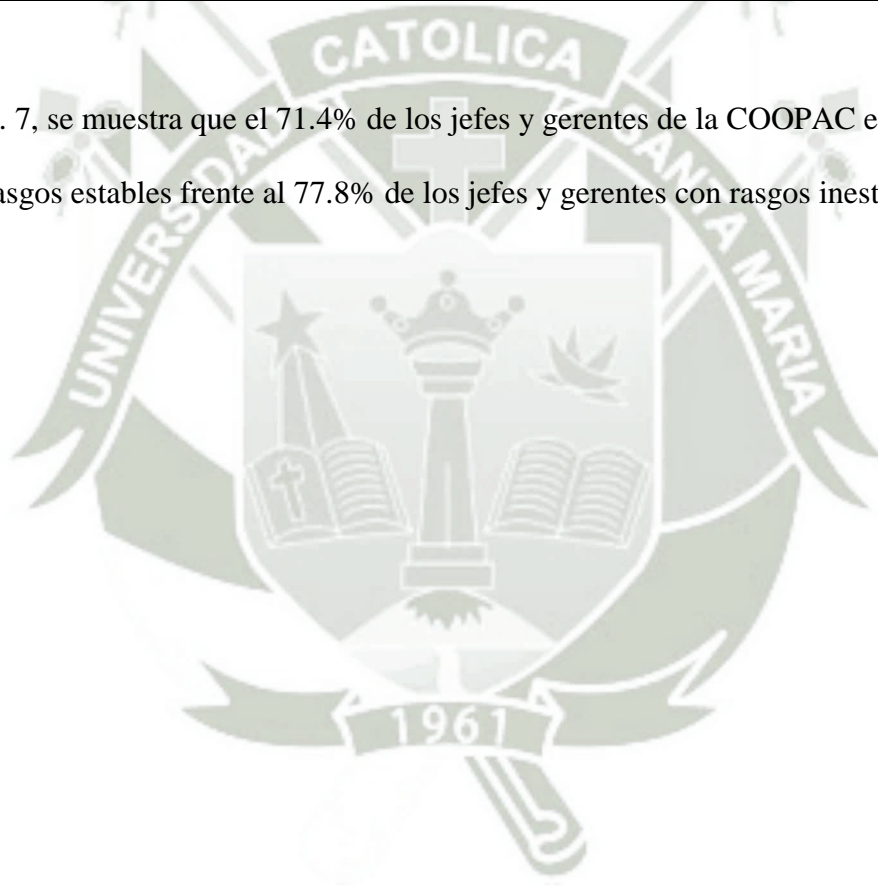 CATOLICA
. 7, se muestra que el 71.4% de los jefes y gerentes de la COOPAC e
asgos estables frente al 77.8% de los jefes y gerentes con rasgos inest
UNIVERSIDAD
SANTA MARIA
1961